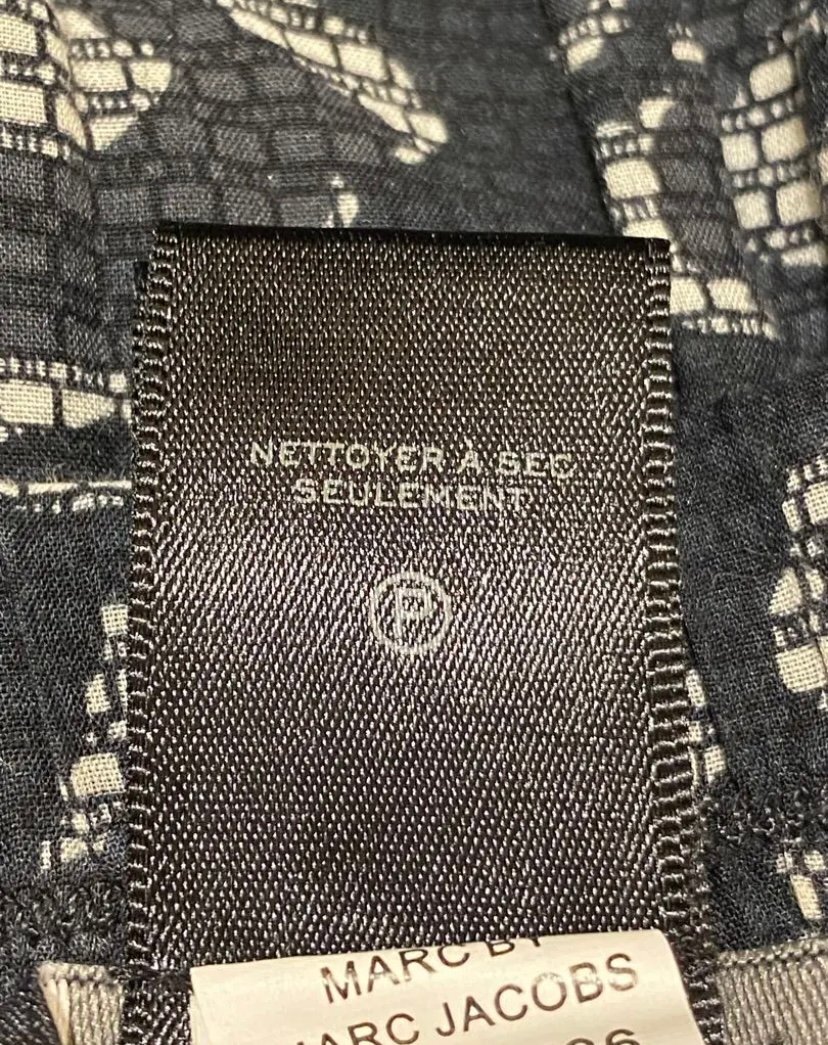 NETTOYER À SEC
SEULEMENT
P
MARC BY
MARC JACOBS